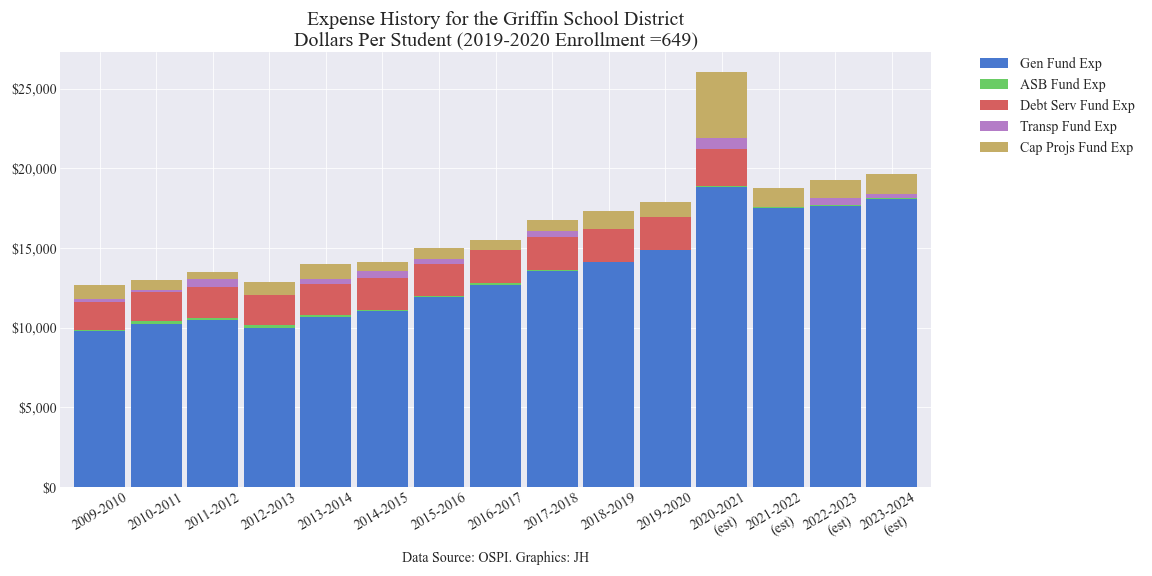 Expense History for the Griffin School District
Dollars Per Student (2019-2020 Enrollment =649)
$25,000
$20,000
$15,000
$10,000
$5,000
$0
Gen Fund Exp
ASB Fund Exp
Debt Serv Fund Exp
Transp Fund Exp
Cap Projs Fund Exp
2009-2010
2010-2011
2011-2012
2012-2013
2013-2014
2014-2015
2015-2016
2016-2017
2017-2018
2018-2019
2019-2020
2020-2021
(est)
2021-2022
(est)
2022-2023
(est)
2023-2024
(est)
Data Source: OSPI. Graphics: JH